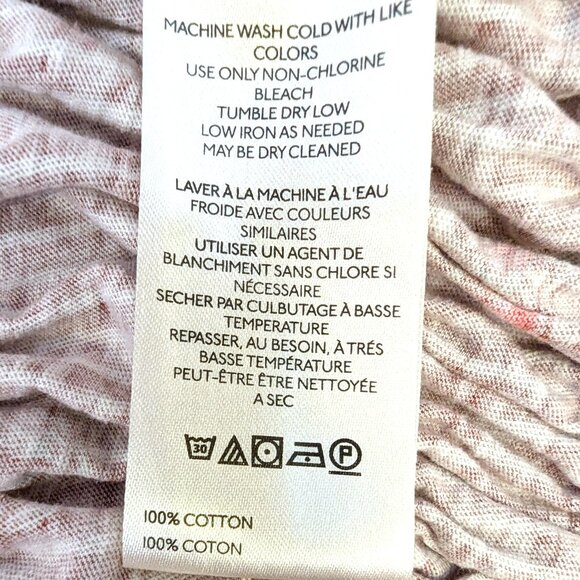 MACHINE WASH COLD WITH LIKE
COLORS
USE ONLY NON-CHLORINE
BLEACH
TUMBLE DRY LOW
LOW IRON AS NEEDED
MAY BE DRY CLEANED
LAVER À LA MACHINE À L'EAU
FROIDE AVEC COULEURS
SIMILAIRES
UTILISER UN AGENT DE
BLANCHIMENT SANS CHLORE SI
NÉCESSAIRE
SECHER PAR CULBUTAGE À BASSE
TEMPERATURE
REPASSER, AU BESOIN, À TRÉS
BASSE TEMPÉRATURE
PEUT-ÊTRE ÊTRE NETTOYÉE
A SEC
30 P
100% COTTON
100% COTON